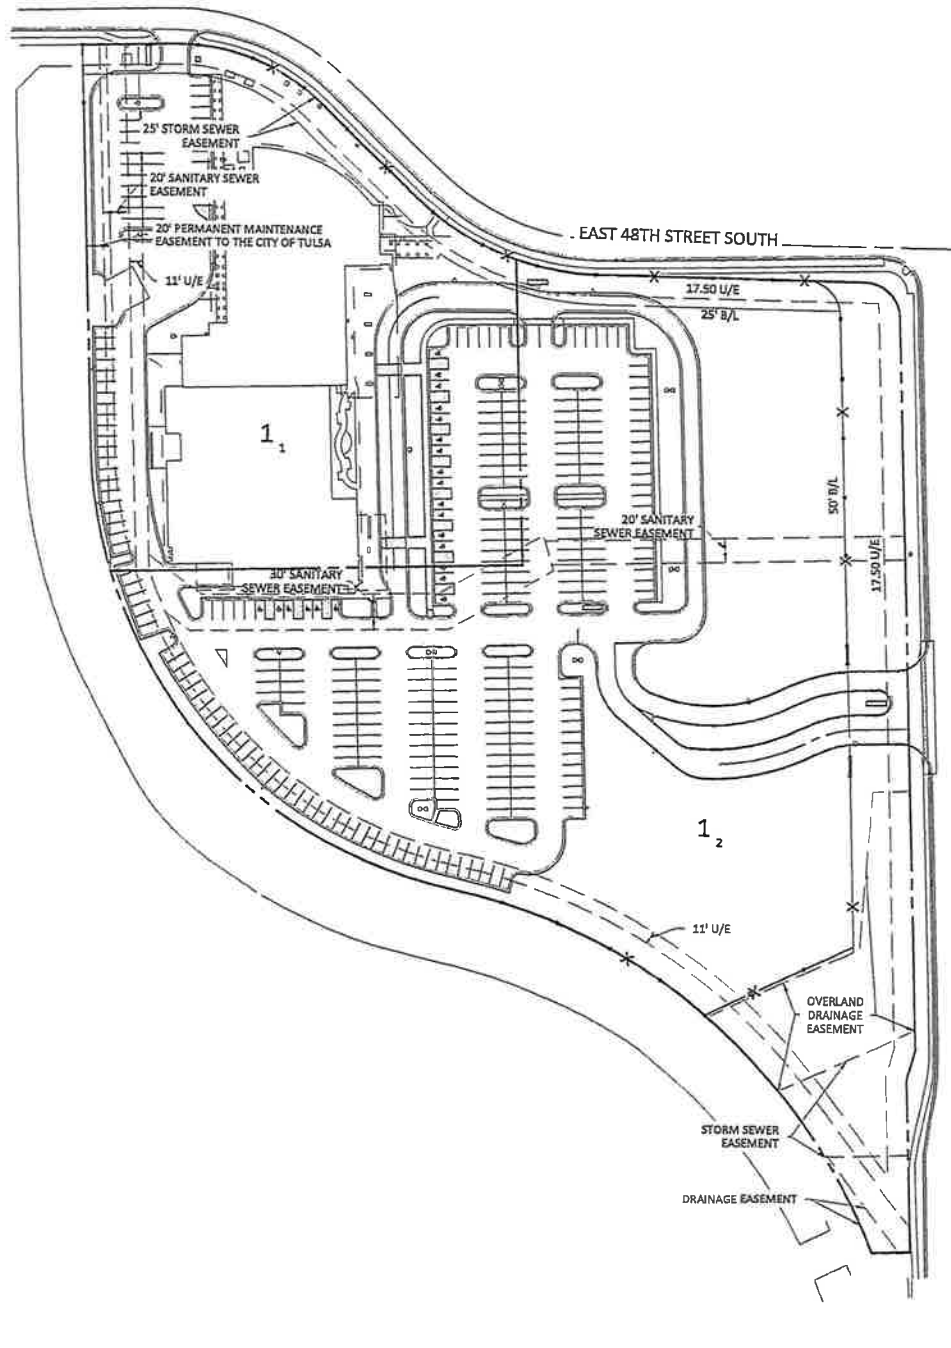 25' STORM SEWER
EASEMENT
20' SANITARY SEWER
EASEMENT
20' PERMANENT MAINTENANCE
EASEMENT TO THE CITY OF TULSA
11' U/E
EAST 48TH STREET SOUTH
17.50 U/E
25' B/L
1 1
50' B/L
20' SANITARY
SEWER EASEMENT
17.50 U/E
30' SANITARY
SEWER EASEMENT
1 2
11' U/E
OVERLAND
DRAINAGE
EASEMENT
STORM SEWER
EASEMENT
DRAINAGE EASEMENT